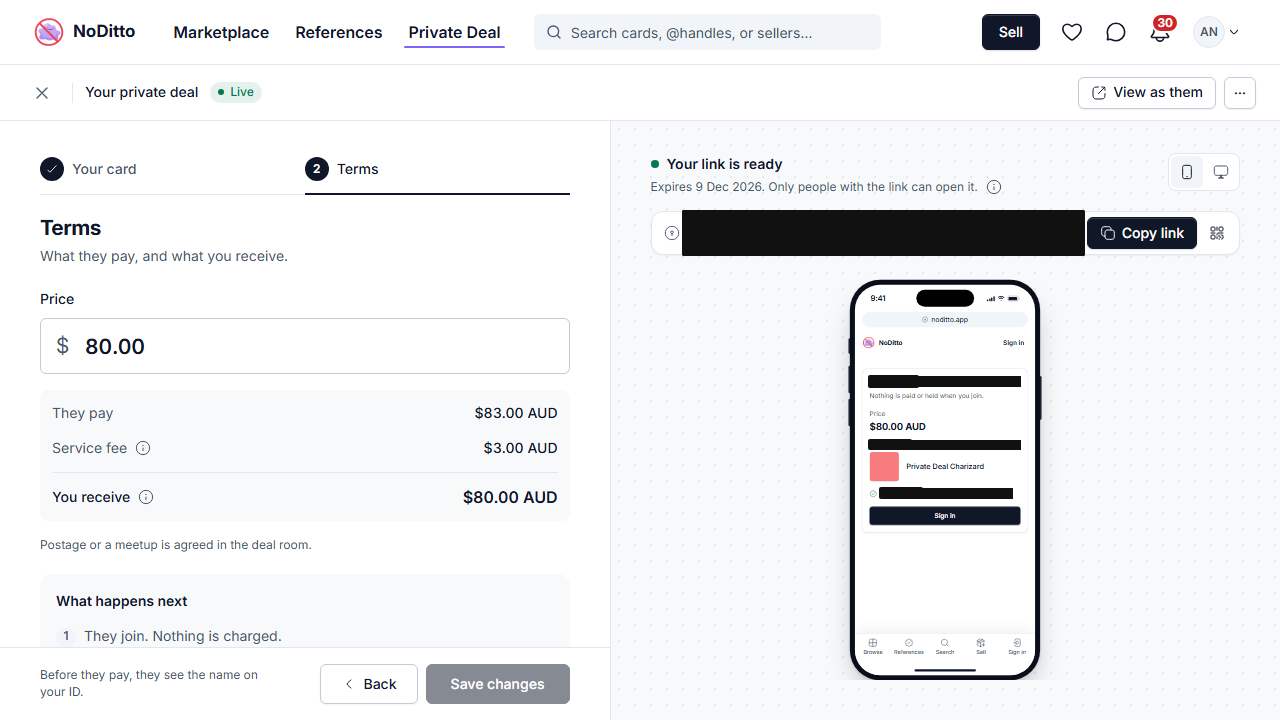 NoDitto
Marketplace
References
Private Deal
Search cards, @handles, or sellers...
Sell
30
AN
Your private deal
Live
View as them
Your card
2
Terms
Terms
What they pay, and what you receive.
Price
$ 80.00
They pay
$83.00 AUD
Service fee
$3.00 AUD
You receive
$80.00 AUD
Postage or a meetup is agreed in the deal room.
What happens next
1 They join. Nothing is charged.
Before they pay, they see the name on
your ID.
Back
Save changes
Your link is ready
Expires 9 Dec 2026. Only people with the link can open it.
Copy link
9:41
noditto.app
NoDitto
Sign in
Nothing is paid or held when you join.
Price
$80.00 AUD
Private Deal Charizard
Sign in
Browse
References
Search
Sell
Sign in